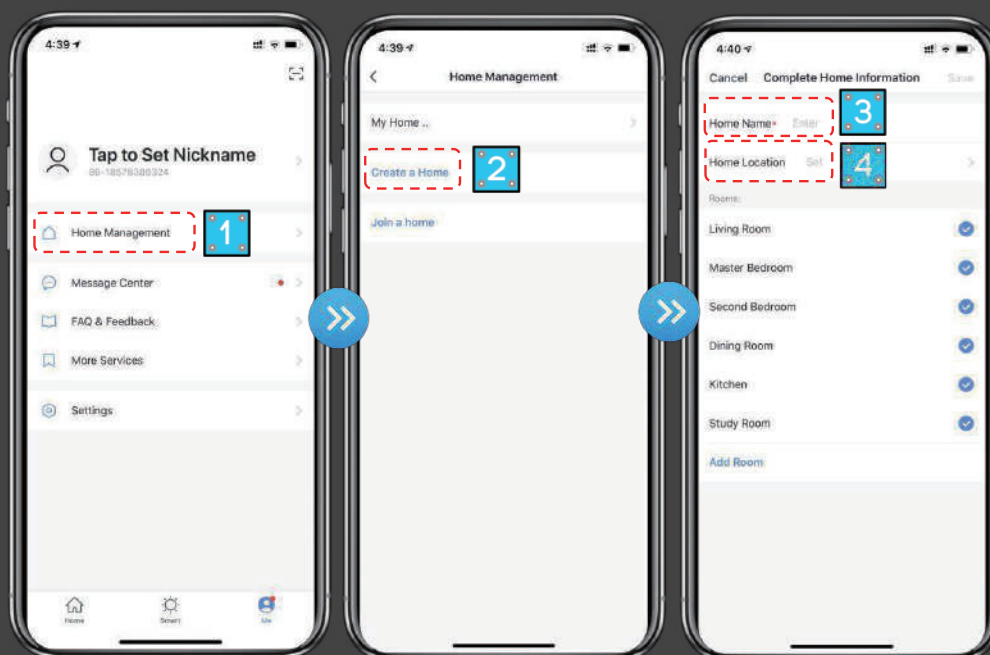 4:39
Tap to Set Nickname
86-18576380324
Home Management
1
Message Center
FAQ & Feedback
More Services
Settings
Home
Smart
Me
4:39
Home Management
My Home ..
Create a Home
2
Join a home
4:40
Cancel Complete Home Information Save
Home Name* Enter
3
Home Location Set
4
Rooms:
Living Room
Master Bedroom
Second Bedroom
Dining Room
Kitchen
Study Room
Add Room